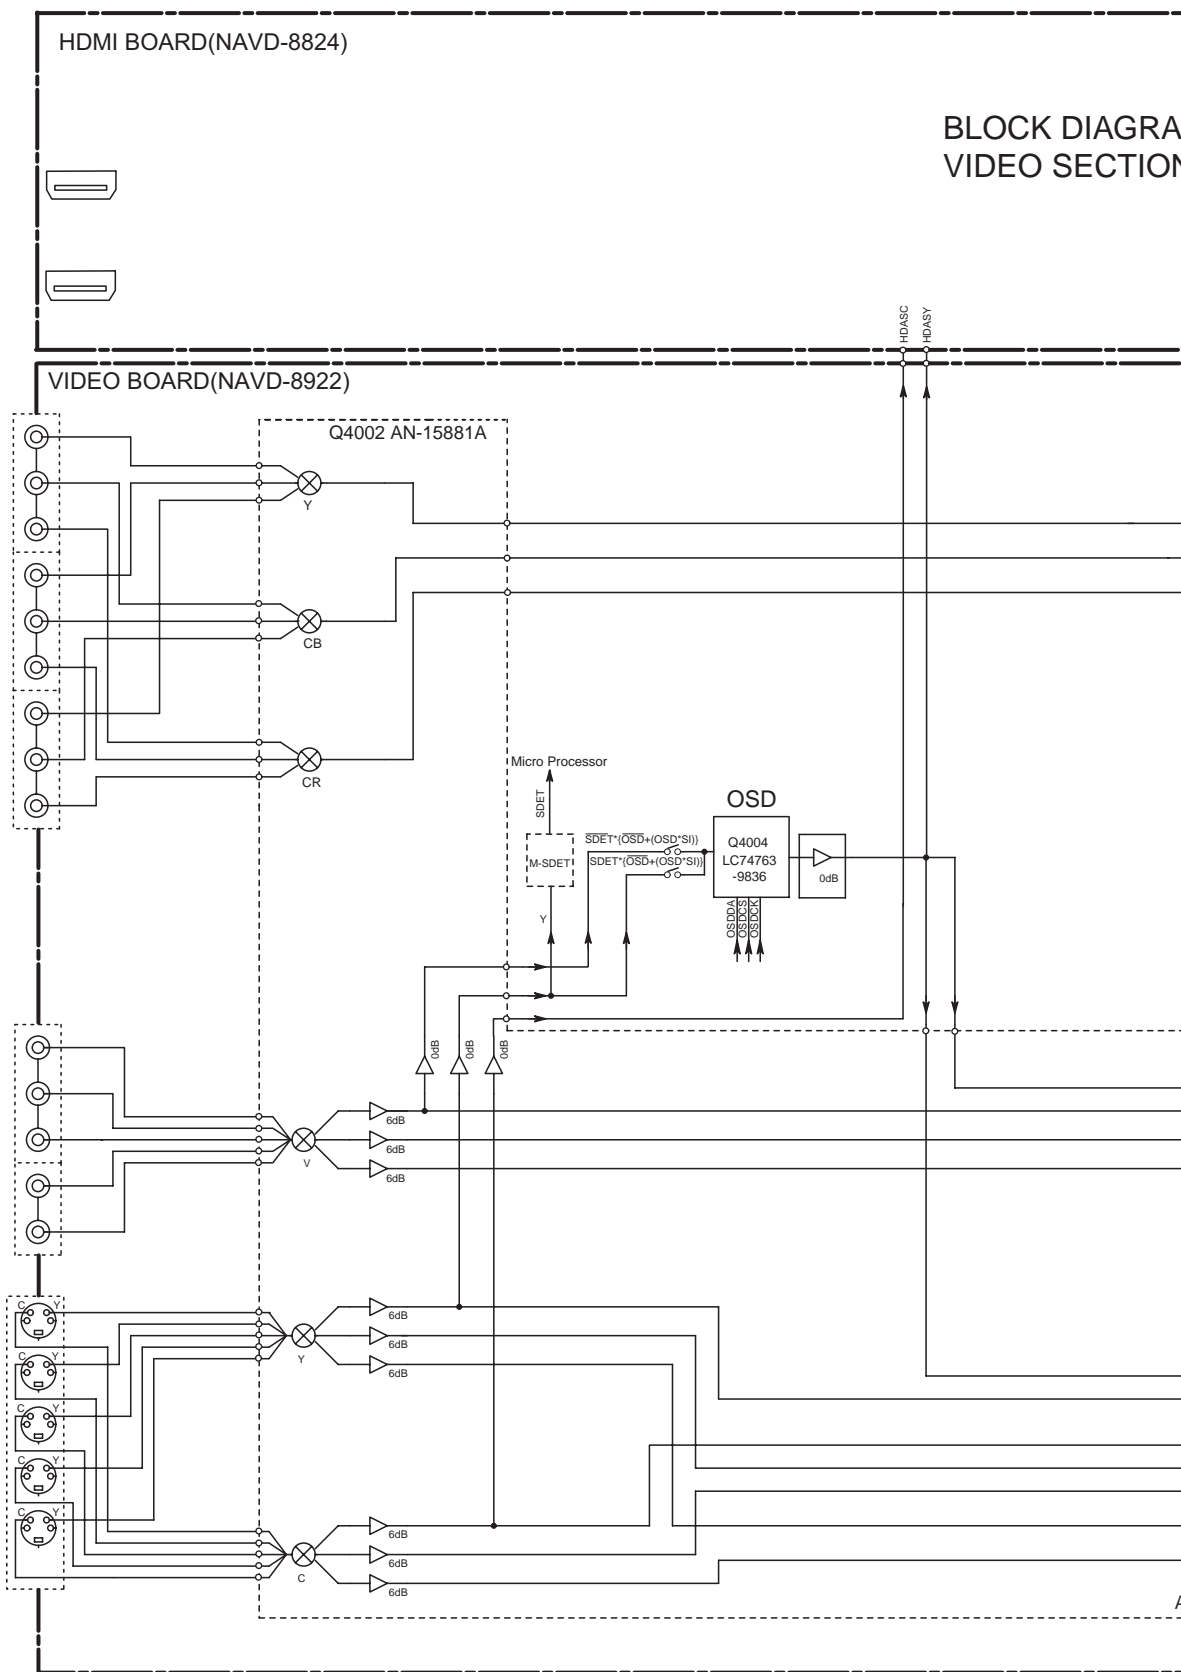 HDMI BOARD(NAVD-8824)
BLOCK DIAGRA
VIDEO SECTION
HDASC
HDASY
VIDEO BOARD(NAVD-8922)
Q4002 AN-15881A
Y
CB
CR
Micro Processor
SDET
M-SDET
Y
SDET*{OSD+(OSD*SI)}
SDET*{OSD+(OSD*SI)}
OSD
Q4004
LC74763
-9836
0dB
OSDDA
OSDCS
OSDCK
0dB
0dB
0dB
6dB
6dB
6dB
V
C Y
C Y
C Y
C Y
C Y
6dB
6dB
6dB
Y
6dB
6dB
6dB
C
A